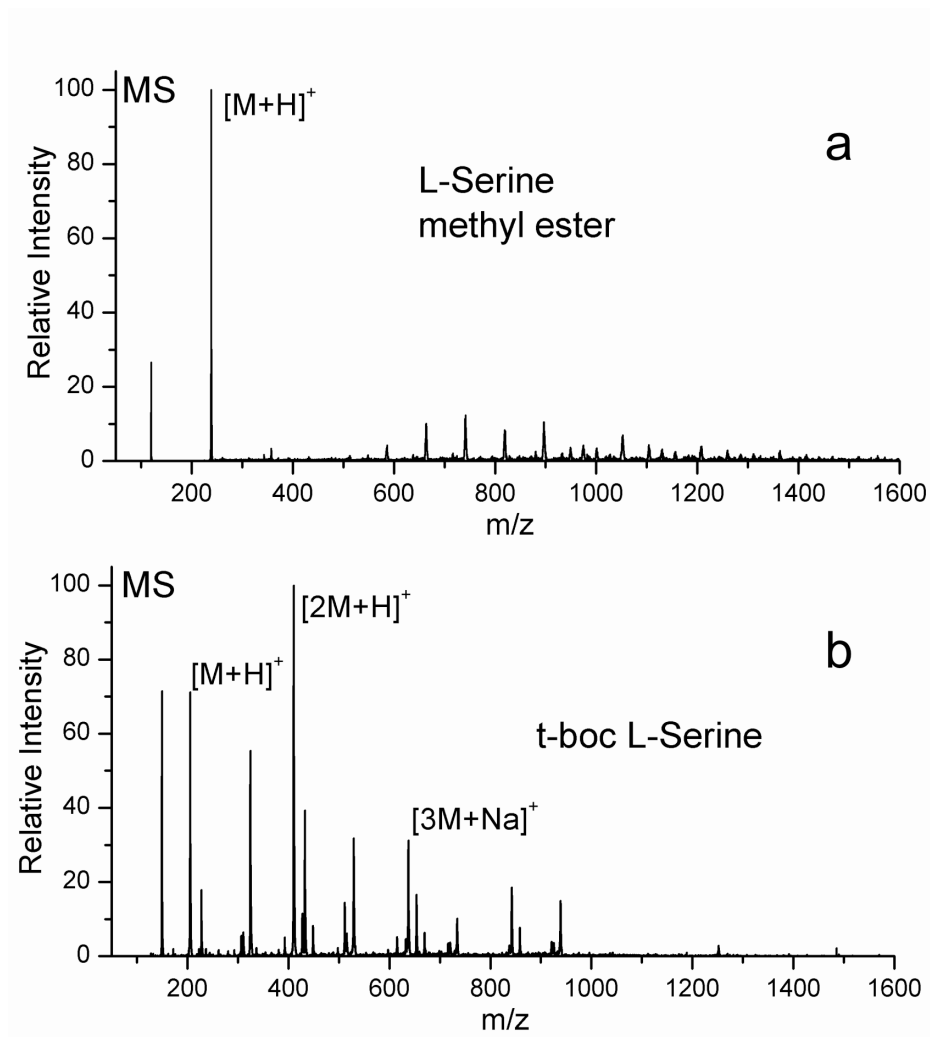 MS
[M+H]+
a
L-Serine
methyl ester
Relative Intensity
100
80
60
40
20
0
200 400 600 800 1000 1200 1400 1600
m/z
MS
[2M+H]+
[M+H]+
b
t-boc L-Serine
[3M+Na]+
Relative Intensity
100
80
60
40
20
0
200 400 600 800 1000 1200 1400 1600
m/z